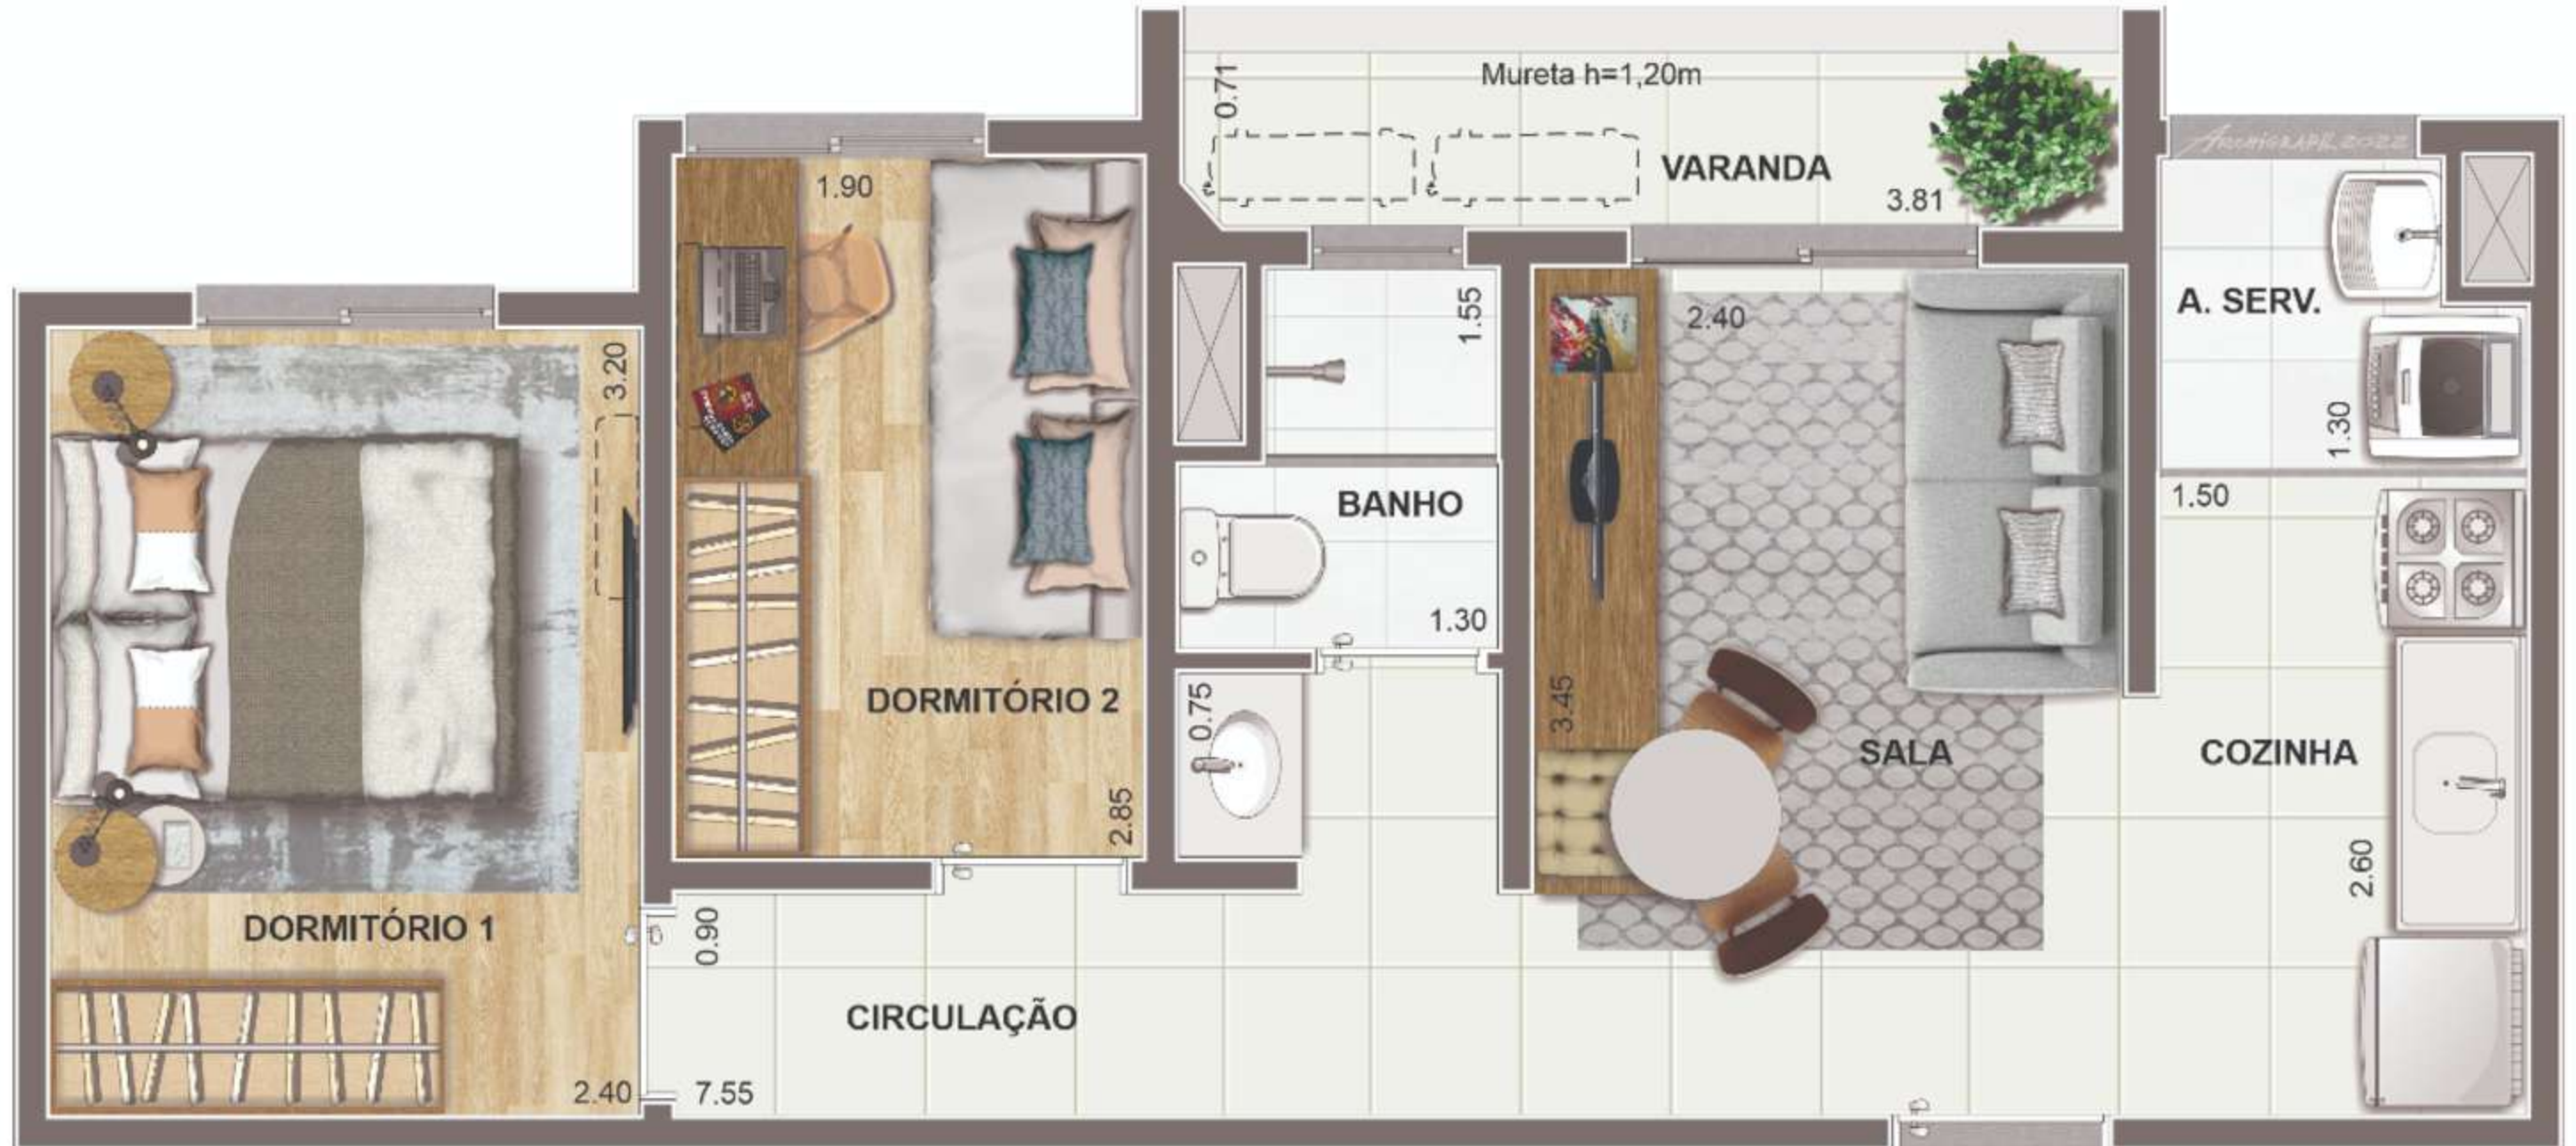 Mureta h=1,20m
0.71
VARANDA
3.81
ARCHIGRAPH 2022
1.90
A. SERV.
1.55
2.40
3.20
1.30
BANHO
1.50
1.30
DORMITÓRIO 2
0.75
3.45
SALA
COZINHA
2.85
2.60
DORMITÓRIO 1
0.90
CIRCULAÇÃO
2.40
7.55